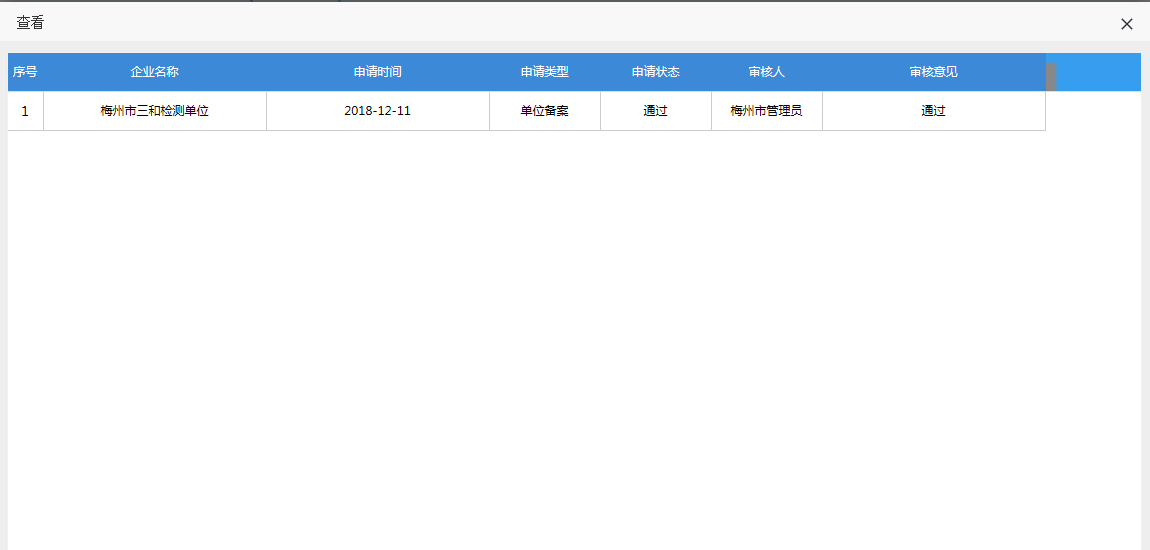 查看
序号 企业名称 申请时间 申请类型 申请状态 审核人 审核意见
1 梅州市三和检测单位 2018-12-11 单位备案 通过 梅州市管理员 通过